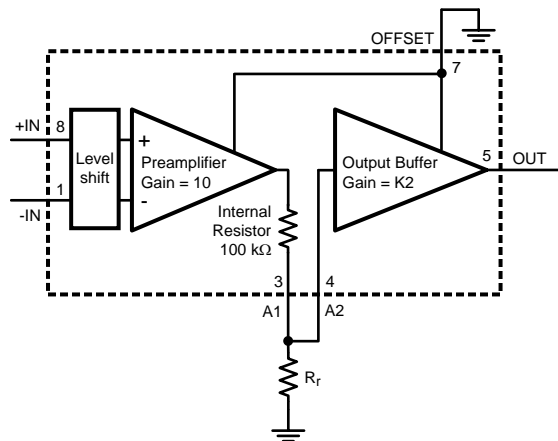 OFFSET
7
+IN
8
Level
shift
+
-
Preamplifier
Gain = 10
Output Buffer
Gain = K2
5
OUT
1
-IN
Internal
Resistor
100 kΩ
3
4
A1
A2
Rr